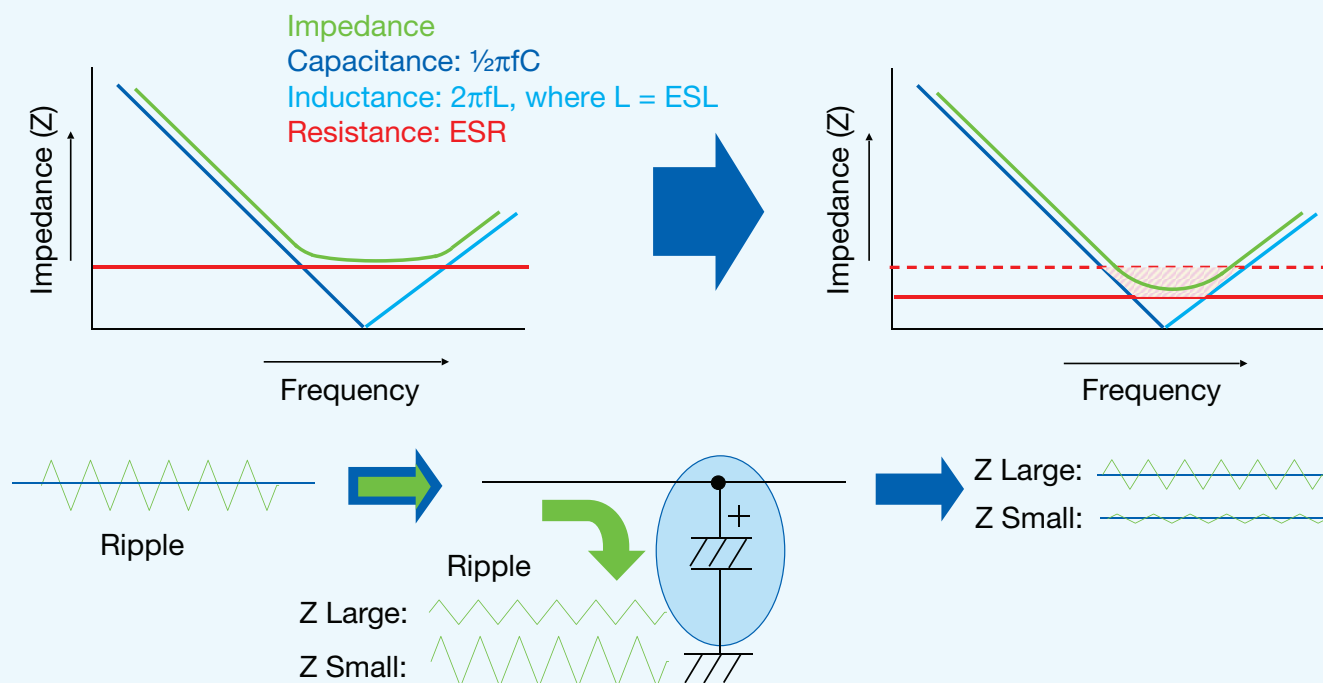 Impedance
Capacitance: ½πfC
Inductance: 2πfL, where L = ESL
Resistance: ESR
Impedance (Z)
Frequency
Impedance (Z)
Frequency
Ripple
+
Ripple
Z Large:
Z Small:
Z Large:
Z Small: